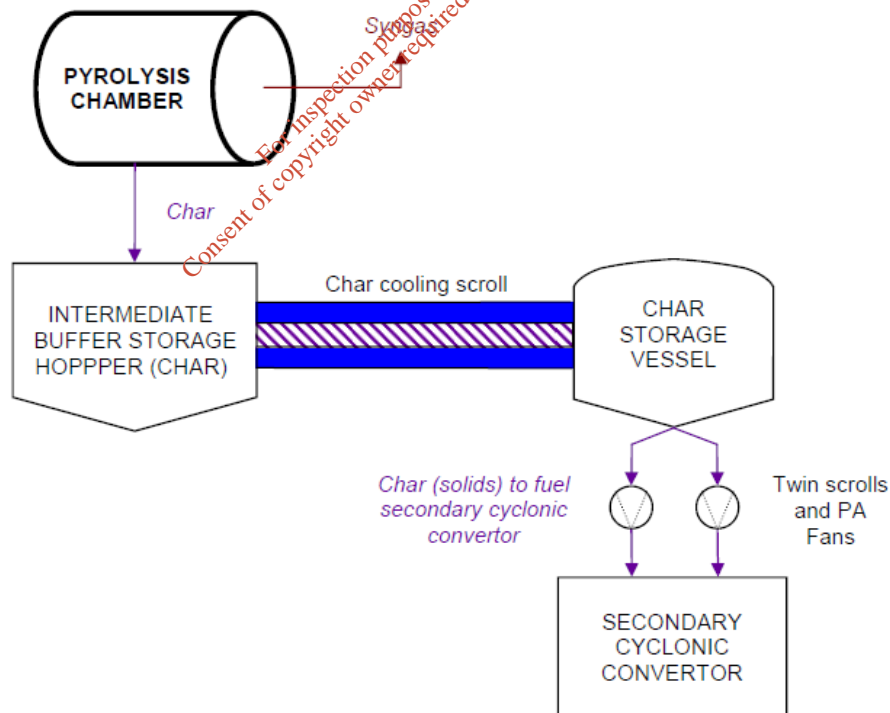 Syngas
PYROLYSIS
CHAMBER
For inspection purpos
Consent of copyright owner required
Char
Char cooling scroll
INTERMEDIATE
BUFFER STORAGE
HOPPPER (CHAR)
CHAR
STORAGE
VESSEL
Char (solids) to fuel
secondary cyclonic
convertor
Twin scrolls
and PA
Fans
SECONDARY
CYCLONIC
CONVERTOR